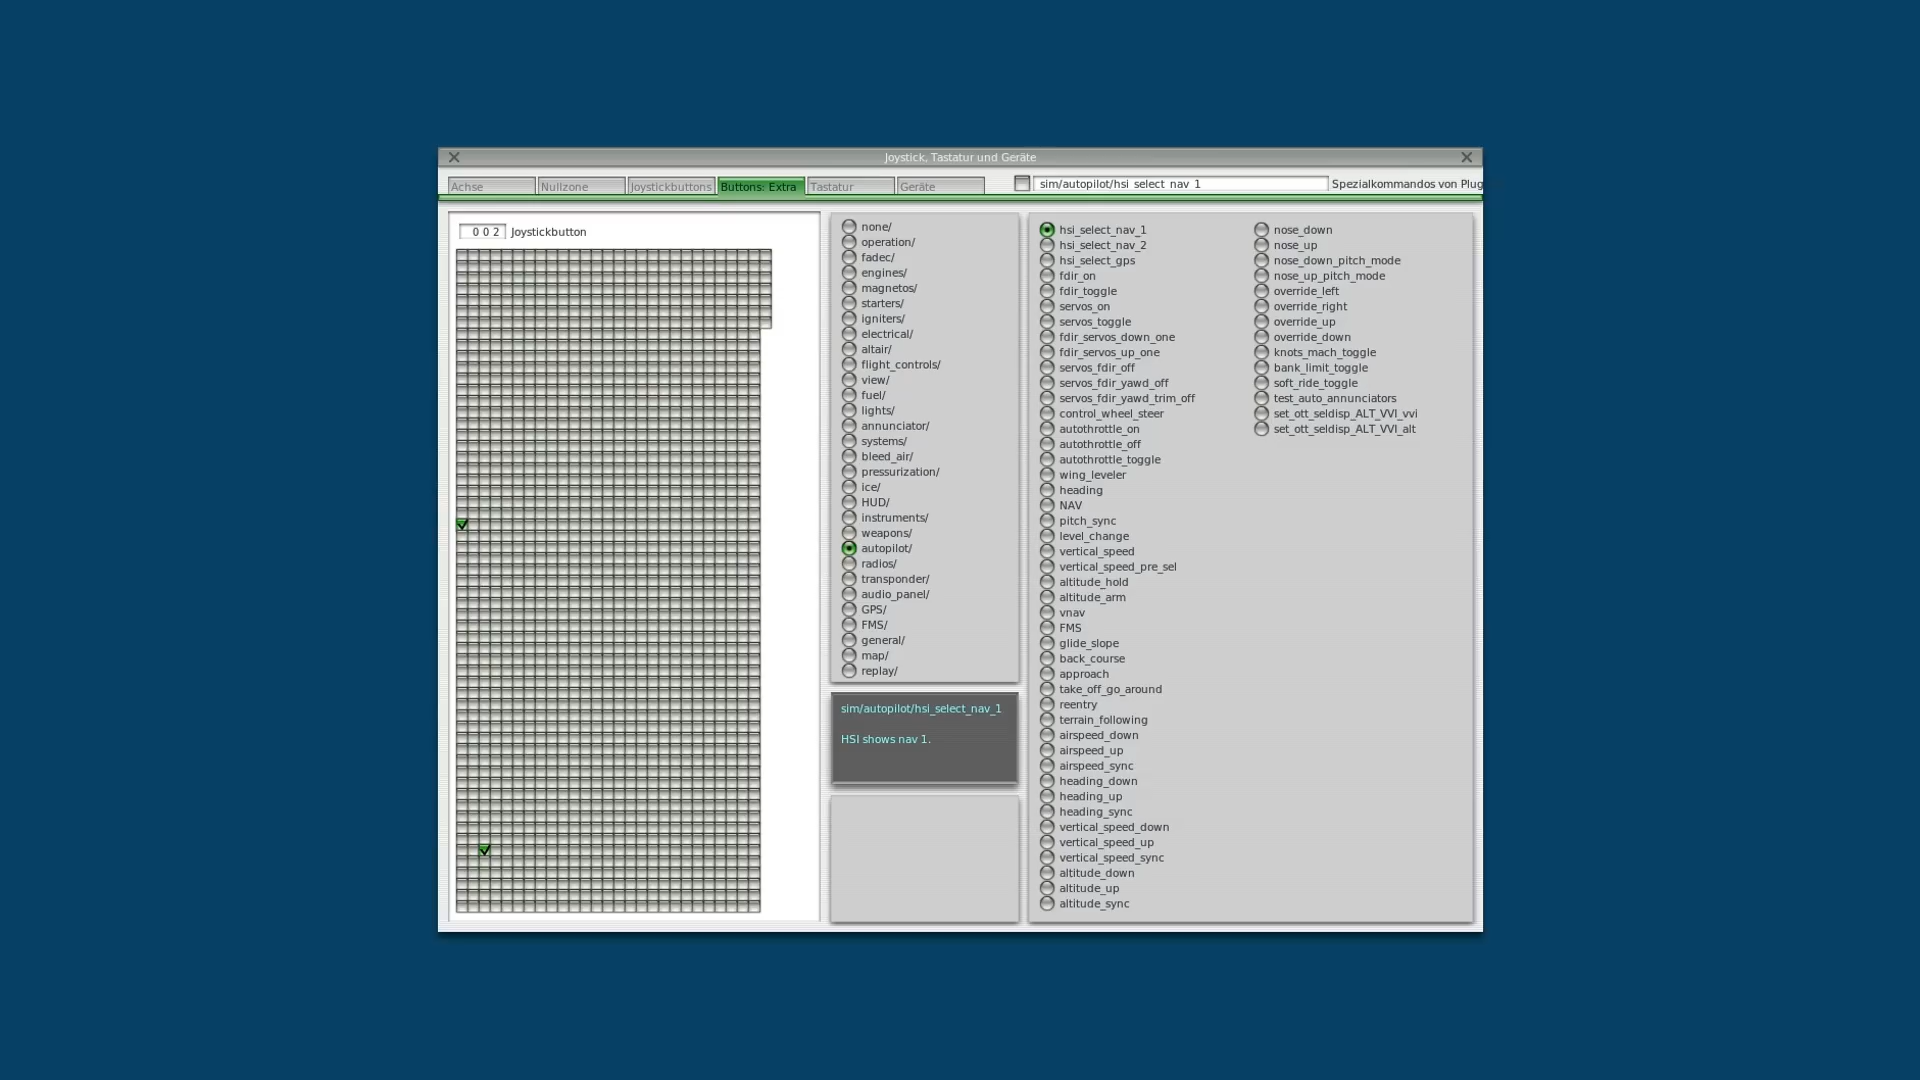 Joystick, Tastatur und Geräte
Achse
Nullzone
Joystickbuttons
Buttons: Extra
Tastatur
Geräte
sim/autopilot/hsi_select_nav_1
Spezialkommandos von Plug
0 0 2 Joystickbutton
none/
operation/
fadec/
engines/
magnetos/
starters/
igniters/
electrical/
altair/
flight_controls/
view/
fuel/
lights/
annunciator/
systems/
bleed_air/
pressurization/
ice/
HUD/
instruments/
weapons/
autopilot/
radios/
transponder/
audio_panel/
GPS/
FMS/
general/
map/
replay/
sim/autopilot/hsi_select_nav_1
HSI shows nav 1.
hsi_select_nav_1
hsi_select_nav_2
hsi_select_gps
fdir_on
fdir_toggle
servos_on
servos_toggle
fdir_servos_down_one
fdir_servos_up_one
servos_fdir_off
servos_fdir_yawd_off
servos_fdir_yawd_trim_off
control_wheel_steer
autothrottle_on
autothrottle_off
autothrottle_toggle
wing_leveler
heading
NAV
pitch_sync
level_change
vertical_speed
vertical_speed_pre_sel
altitude_hold
altitude_arm
vnav
FMS
glide_slope
back_course
approach
take_off_go_around
reentry
terrain_following
airspeed_down
airspeed_up
airspeed_sync
heading_down
heading_up
heading_sync
vertical_speed_down
vertical_speed_up
vertical_speed_sync
altitude_down
altitude_up
altitude_sync
nose_down
nose_up
nose_down_pitch_mode
nose_up_pitch_mode
override_left
override_right
override_up
override_down
knots_mach_toggle
bank_limit_toggle
soft_ride_toggle
test_auto_annunciators
set_ott_seldisp_ALT_VVI_vvi
set_ott_seldisp_ALT_VVI_alt